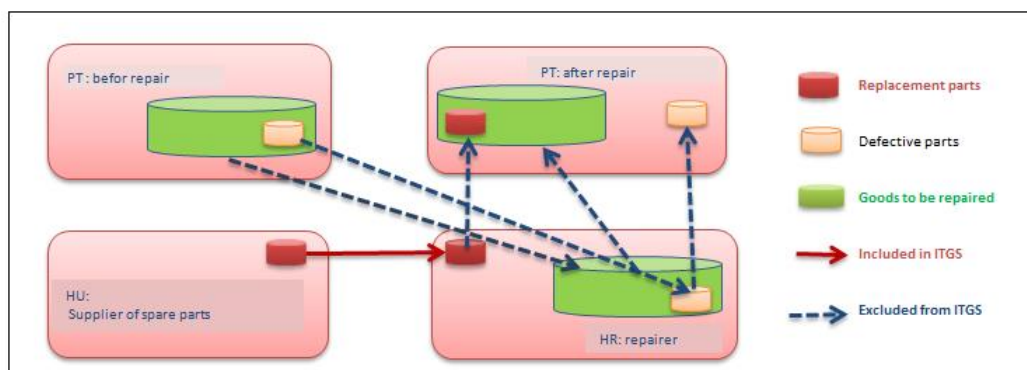 PT : befor repair
PT: after repair
HU:
Supplier of spare parts
HR: repairer
Replacement parts
Defective parts
Goods to be repaired
Included in ITGS
Excluded from ITGS